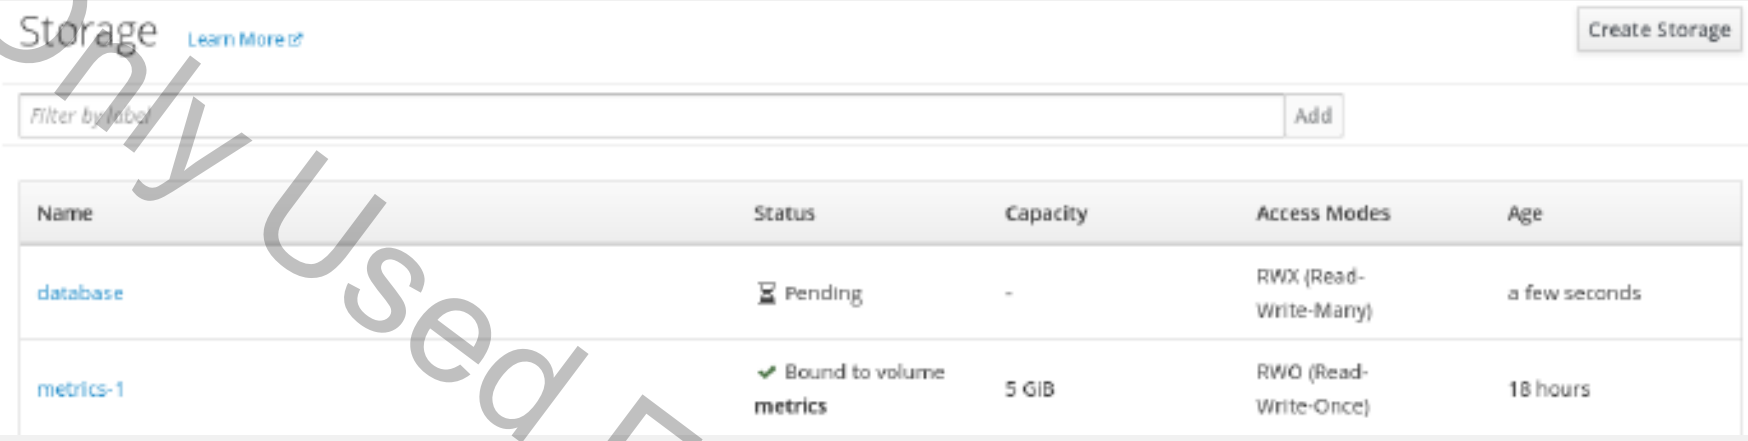 Storage Learn More
Create Storage
Filter by label Add
Name Status Capacity Access Modes Age
database Pending - RWX (Read-
Write-Many) a few seconds
metrics-1 Bound to volume
metrics 5 GiB RWO (Read-
Write-Once) 18 hours
Only Used